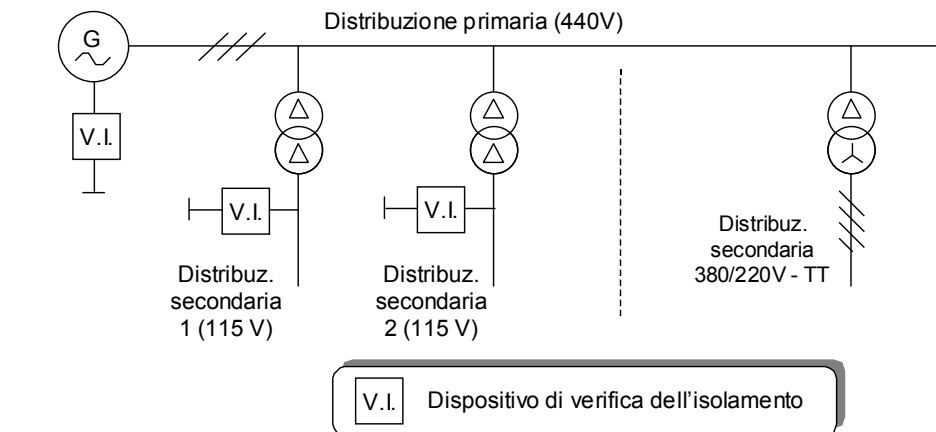 Distribuzione primaria (440V)
G
V.I.
V.I.
V.I.
Distribuz.
secondaria
1 (115 V)
Distribuz.
secondaria
2 (115 V)
Distribuz.
secondaria
380/220V - TT
V.I.
Dispositivo di verifica dell'isolamento